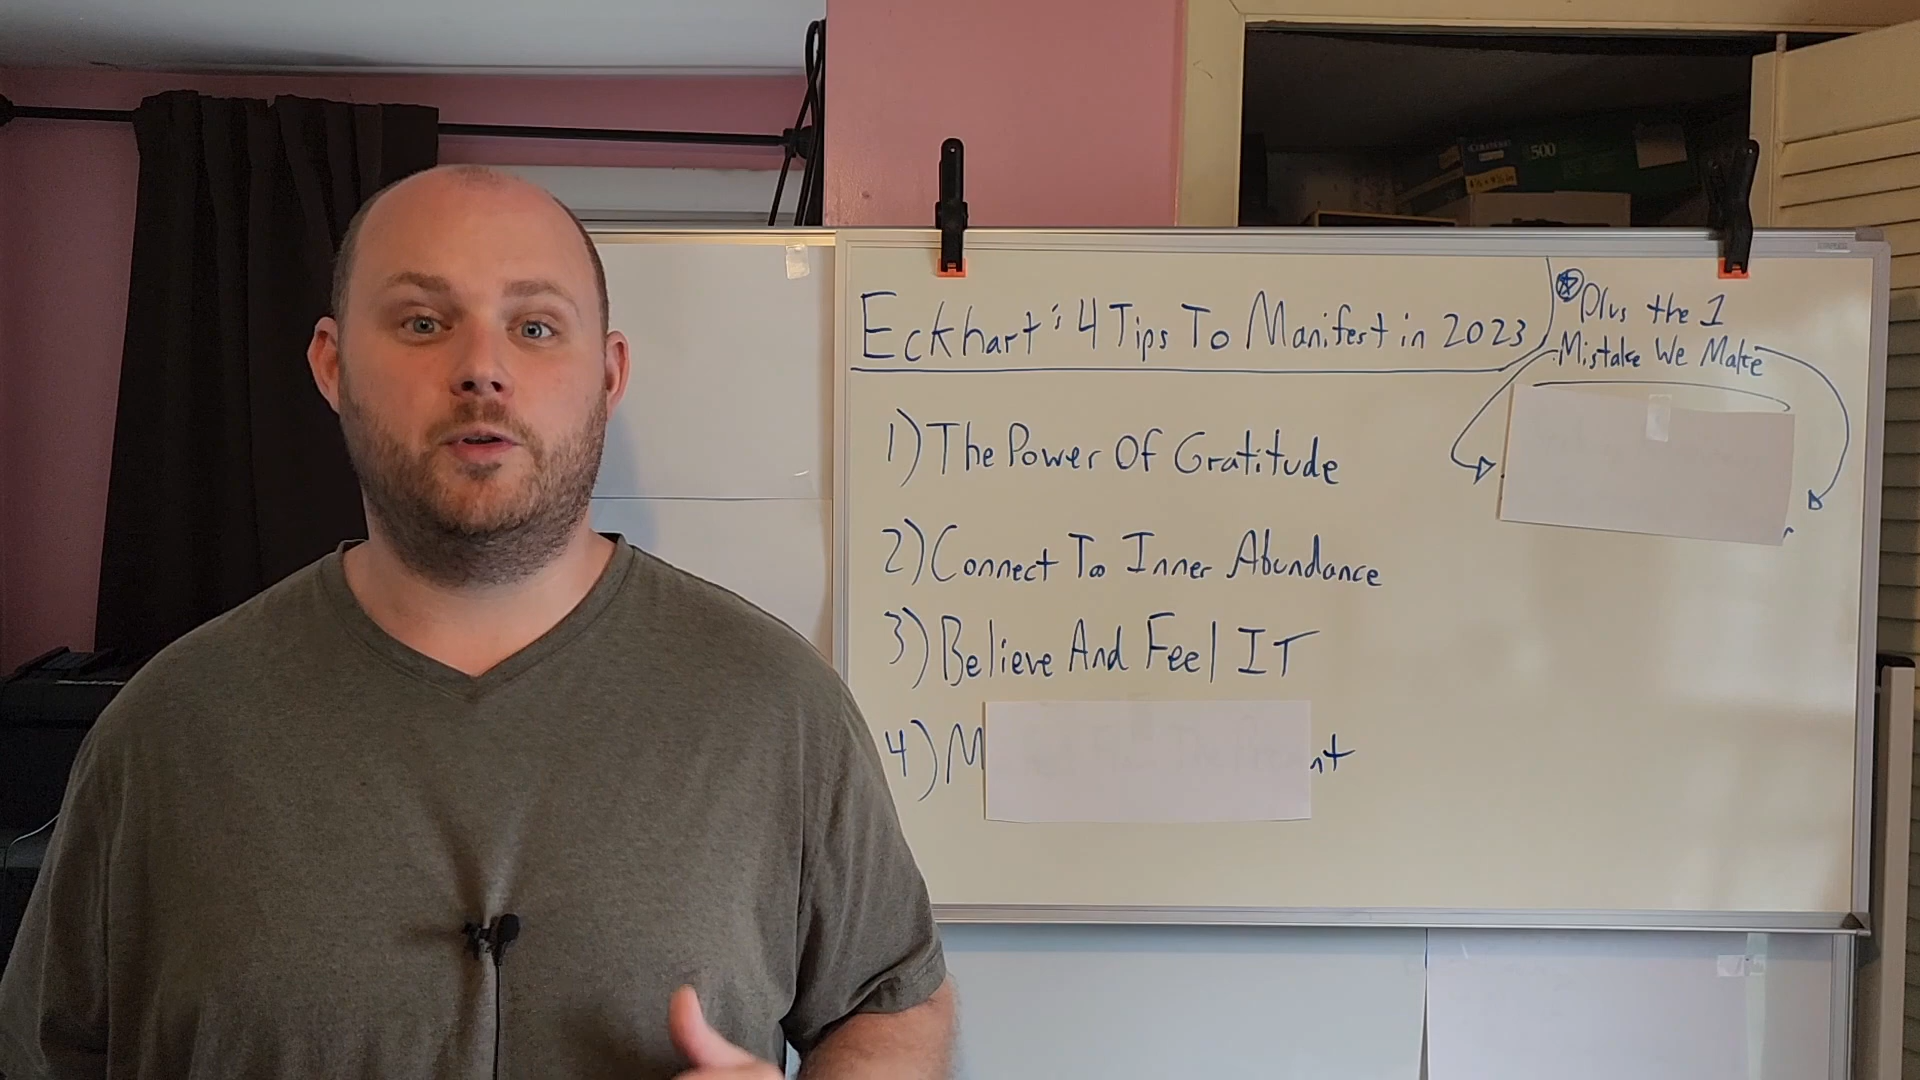 Eckhart's 4 Tips To Manifest in 2023
Plus the 1
Mistake We Make
1) The Power Of Gratitude
2) Connect To Inner Abundance
3) Believe And Feel IT
4) M nt
500